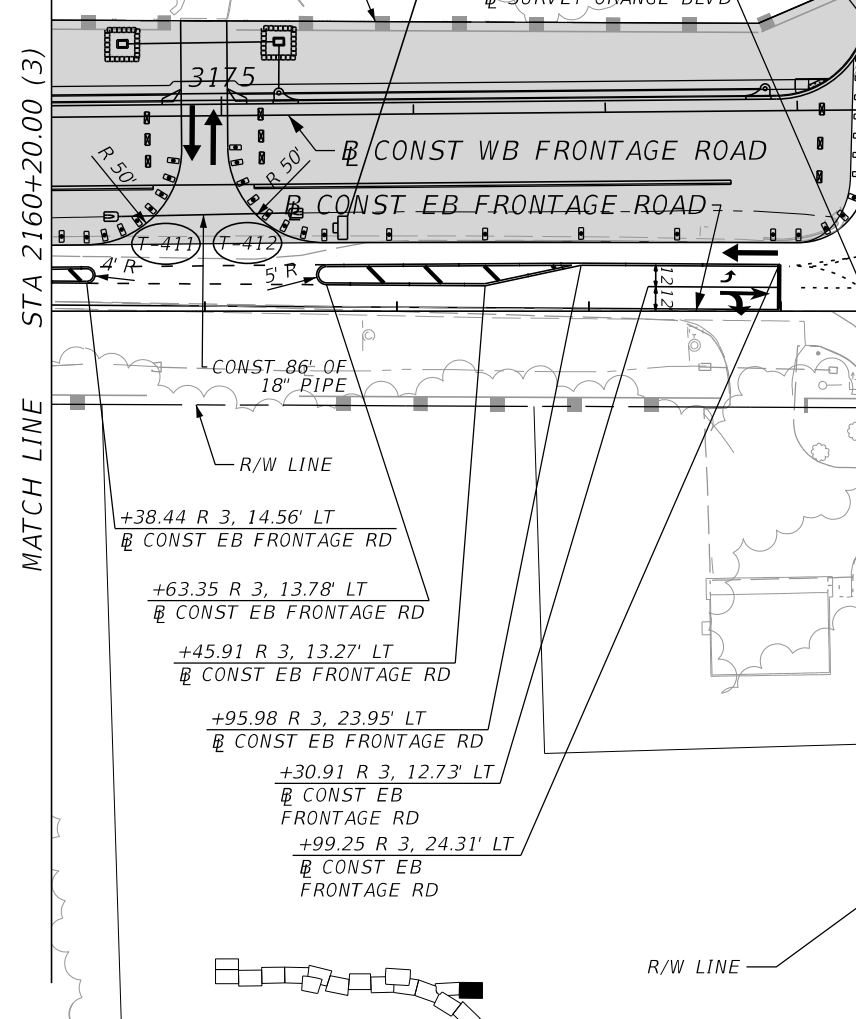 ℄ SURVEY ORANGE BLVD
STA 2160+20.00 (3)
MATCH LINE
3175
R 50'
R 50'
℄ CONST WB FRONTAGE ROAD
℄ CONST EB FRONTAGE ROAD
T-411
T-412
4' R
5' R
12'
12'
CONST 86' OF
18" PIPE
R/W LINE
+38.44 R 3, 14.56' LT
℄ CONST EB FRONTAGE RD
+63.35 R 3, 13.78' LT
℄ CONST EB FRONTAGE RD
+45.91 R 3, 13.27' LT
℄ CONST EB FRONTAGE RD
+95.98 R 3, 23.95' LT
℄ CONST EB FRONTAGE RD
+30.91 R 3, 12.73' LT
℄ CONST EB
FRONTAGE RD
+99.25 R 3, 24.31' LT
℄ CONST EB
FRONTAGE RD
R/W LINE